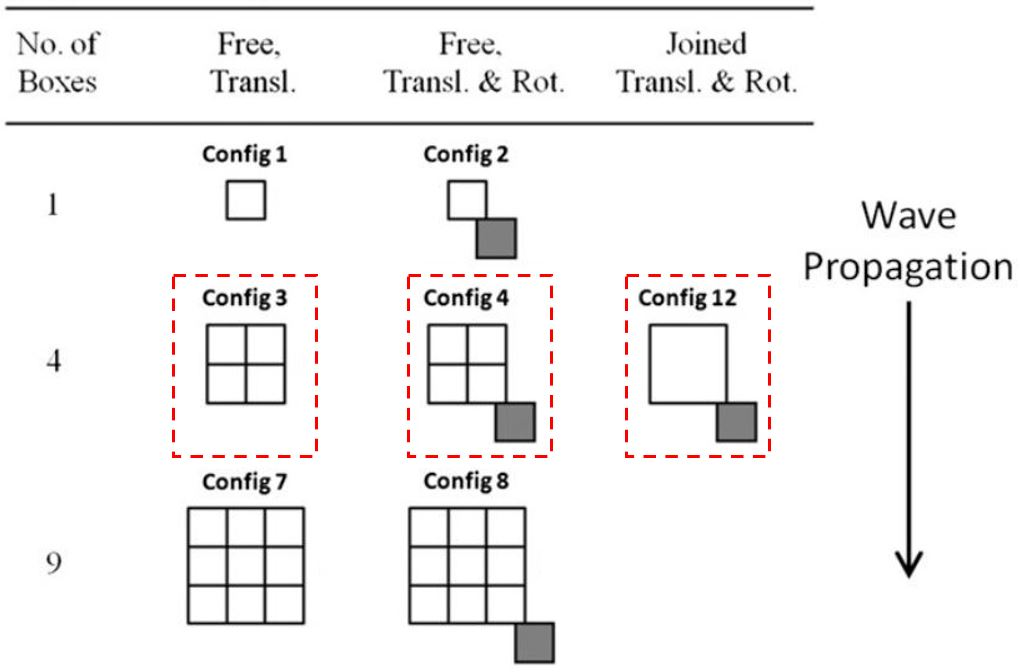 No. of Boxes
Free, Transl.
Free, Transl. & Rot.
Joined Transl. & Rot.
Config 1
Config 2
1
Wave Propagation
Config 3
Config 4
Config 12
4
Config 7
Config 8
9